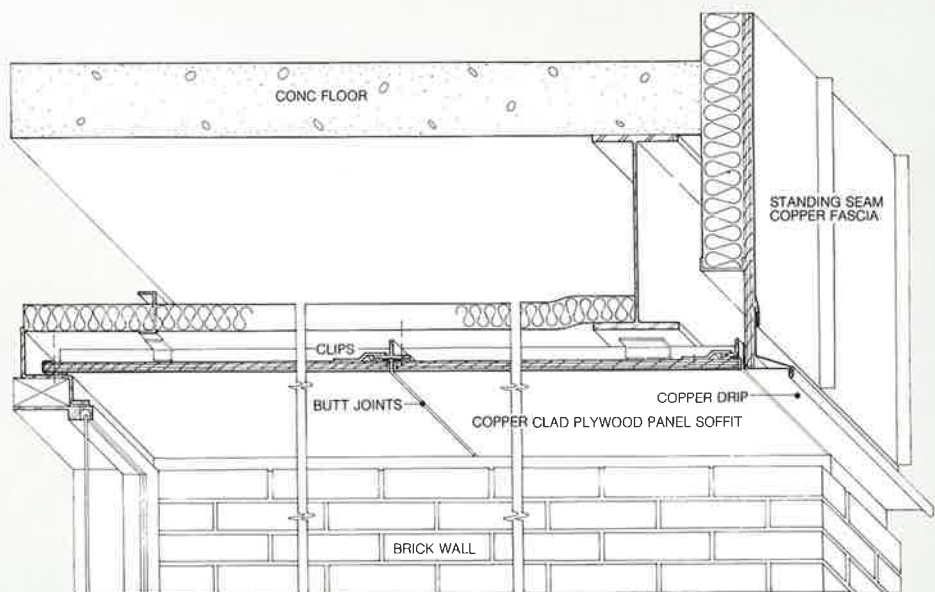 CONC FLOOR
STANDING SEAM
COPPER FASCIA
CLIPS
BUTT JOINTS
COPPER DRIP
COPPER CLAD PLYWOOD PANEL SOFFIT
BRICK WALL